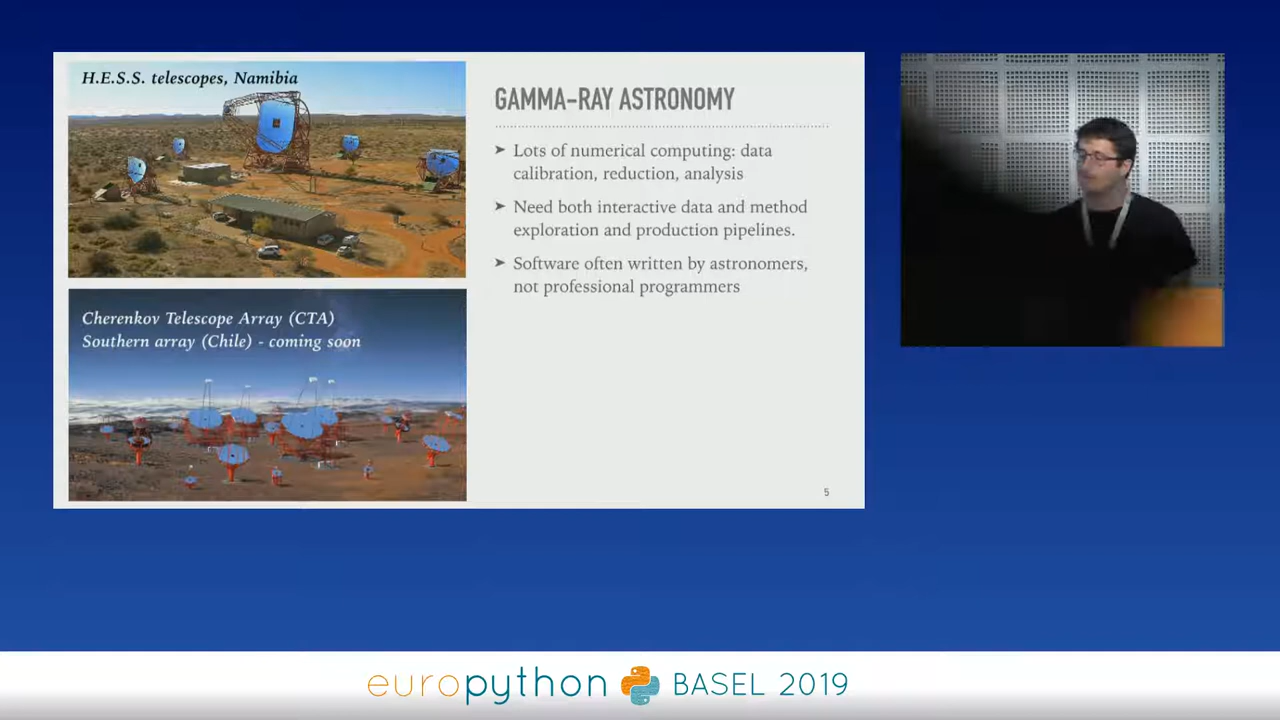 H.E.S.S. telescopes, Namibia
GAMMA-RAY ASTRONOMY
➤ Lots of numerical computing: data
calibration, reduction, analysis
➤ Need both interactive data and method
exploration and production pipelines.
➤ Software often written by astronomers,
not professional programmers
Cherenkov Telescope Array (CTA)
Southern array (Chile) - coming soon
5
europython BASEL 2019